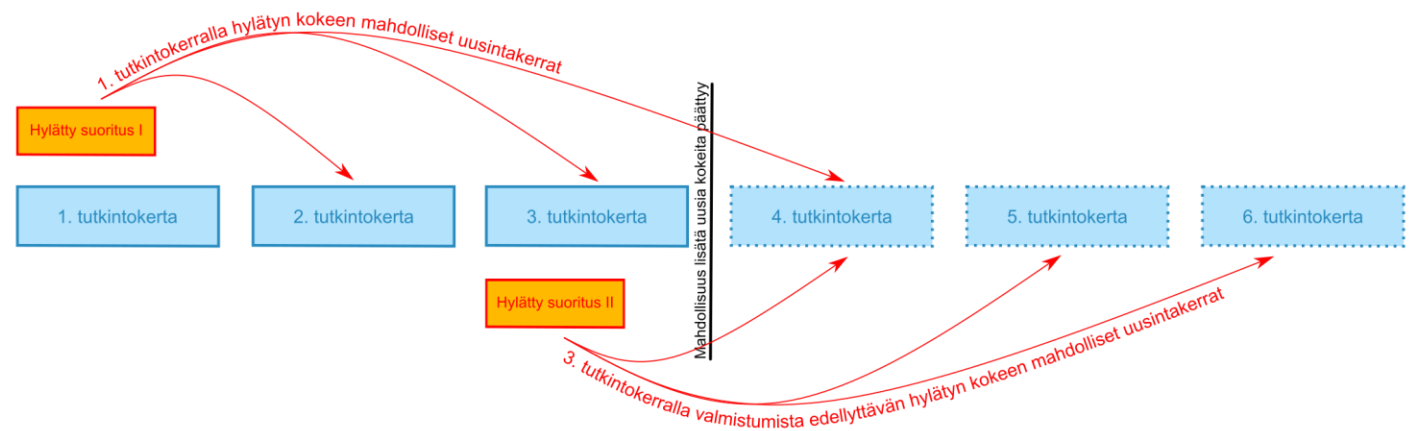 1. tutkintokerralla hylätyn kokeen mahdolliset uusintakerrat
Hylätty suoritus I
1. tutkintokerta
2. tutkintokerta
3. tutkintokerta
Mahdollisuus lisätä uusia kokeita päättyy
4. tutkintokerta
5. tutkintokerta
6. tutkintokerta
Hylätty suoritus II
3. tutkintokerralla valmistumista edellyttävän hylätyn kokeen mahdolliset uusintakerrat